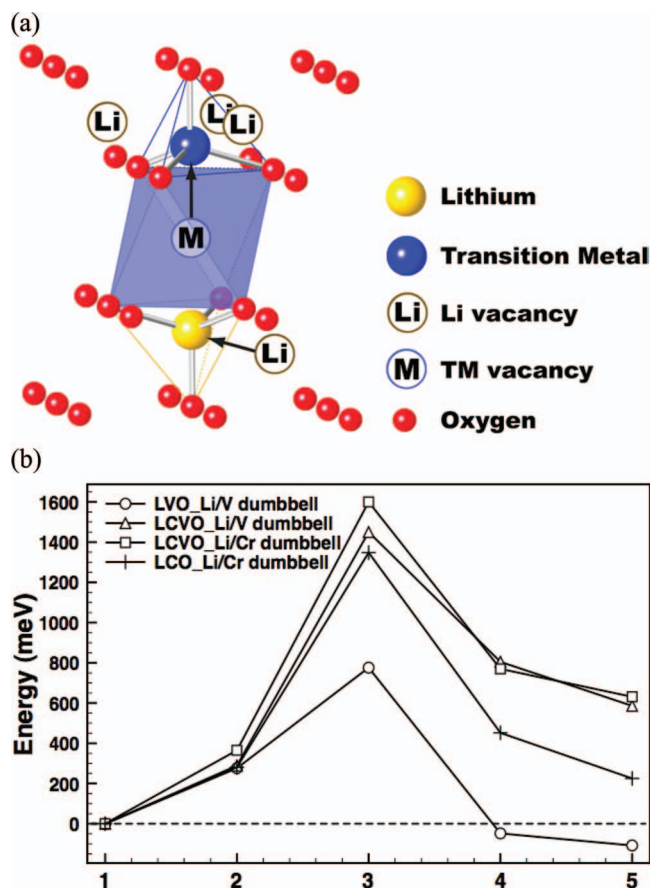 (a)
Li
Li
Li
M
Li
Lithium
Transition Metal
Li Li vacancy
M TM vacancy
Oxygen
(b)
LVO_Li/V dumbbell
LCVO_Li/V dumbbell
LCVO_Li/Cr dumbbell
LCO_Li/Cr dumbbell
Energy (meV)
1600
1400
1200
1000
800
600
400
200
0
1 2 3 4 5